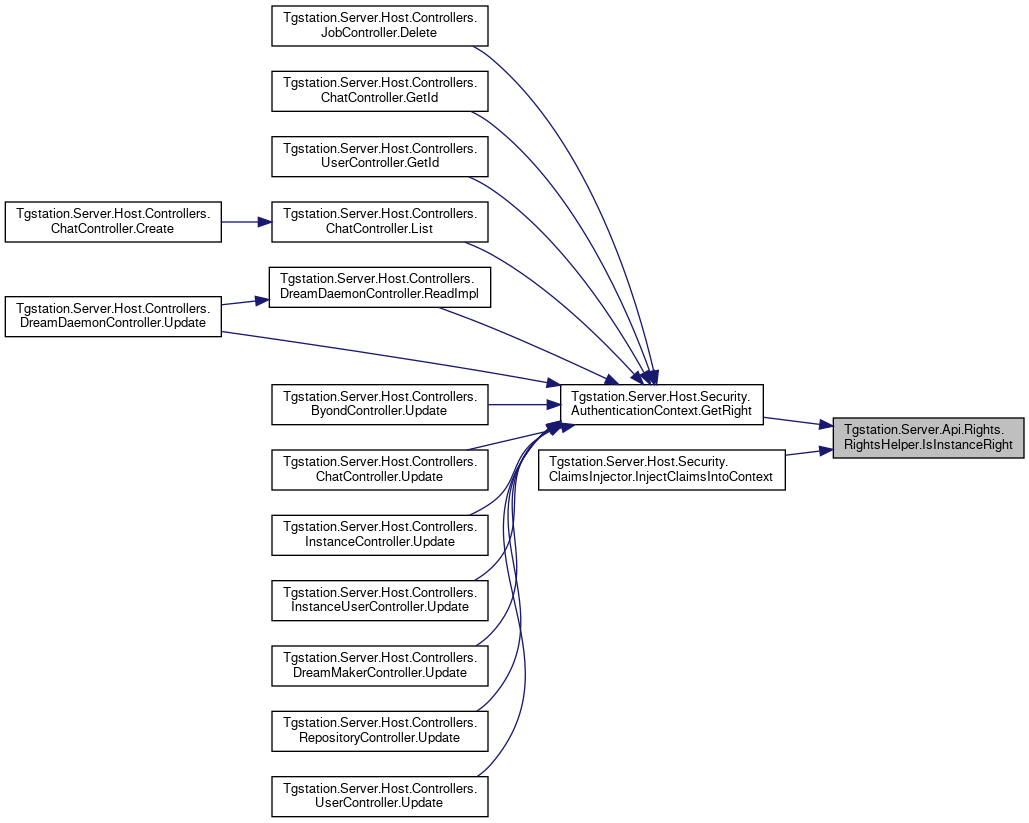 Tgstation.Server.Host.Controllers.
JobController.Delete
Tgstation.Server.Host.Controllers.
ChatController.GetId
Tgstation.Server.Host.Controllers.
UserController.GetId
Tgstation.Server.Host.Controllers.
ChatController.Create
Tgstation.Server.Host.Controllers.
ChatController.List
Tgstation.Server.Host.Controllers.
DreamDaemonController.ReadImpl
Tgstation.Server.Host.Controllers.
DreamDaemonController.Update
Tgstation.Server.Host.Controllers.
ByondController.Update
Tgstation.Server.Host.Security.
AuthenticationContext.GetRight
Tgstation.Server.Api.Rights.
RightsHelper.IsInstanceRight
Tgstation.Server.Host.Controllers.
ChatController.Update
Tgstation.Server.Host.Security.
ClaimsInjector.InjectClaimsIntoContext
Tgstation.Server.Host.Controllers.
InstanceController.Update
Tgstation.Server.Host.Controllers.
InstanceUserController.Update
Tgstation.Server.Host.Controllers.
DreamMakerController.Update
Tgstation.Server.Host.Controllers.
RepositoryController.Update
Tgstation.Server.Host.Controllers.
UserController.Update